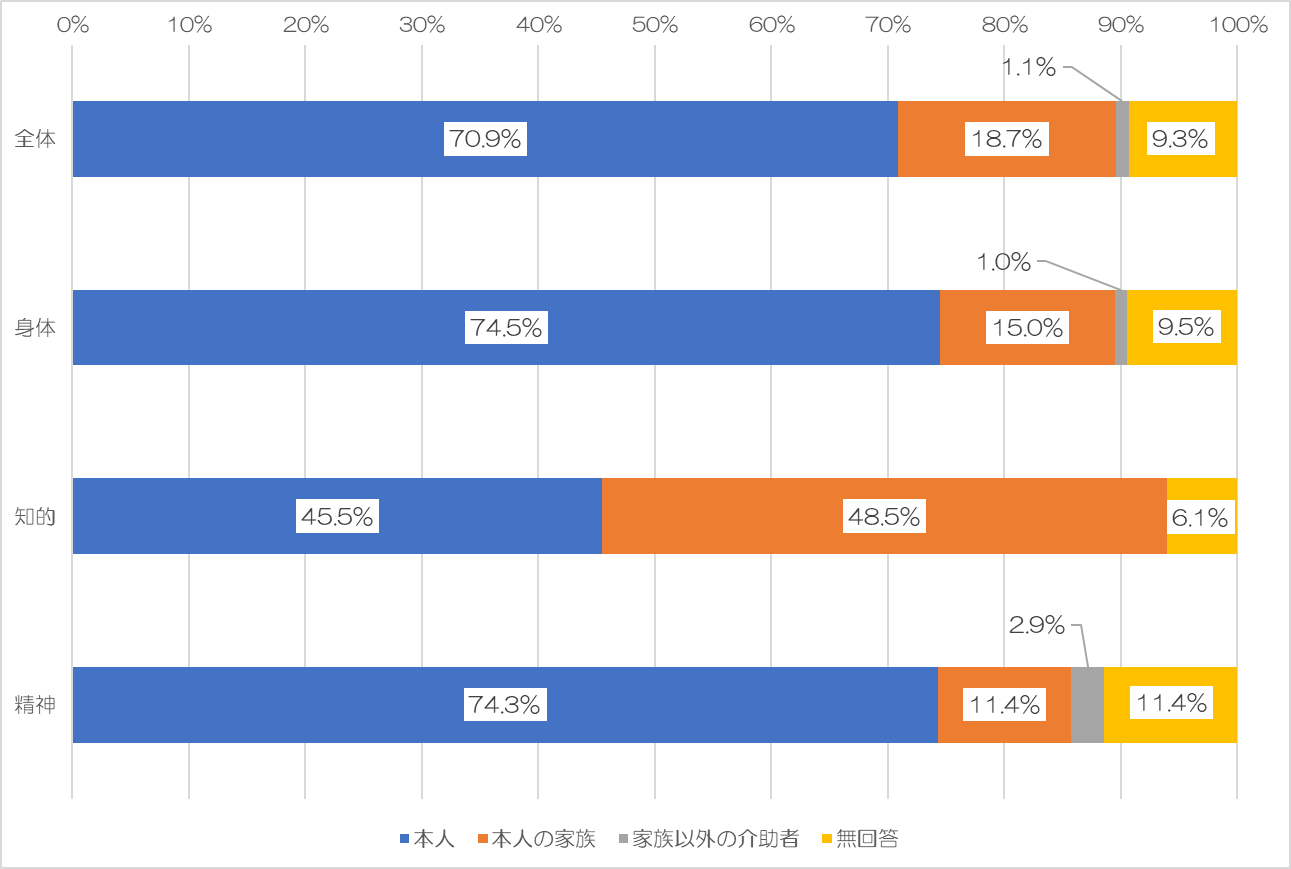 0% 10% 20% 30% 40% 50% 60% 70% 80% 90% 100%
1.1%
全体 70.9% 18.7% 9.3%
1.0%
身体 74.5% 15.0% 9.5%
知的 45.5% 48.5% 6.1%
2.9%
精神 74.3% 11.4% 11.4%
本人 本人の家族 家族以外の介助者 無回答